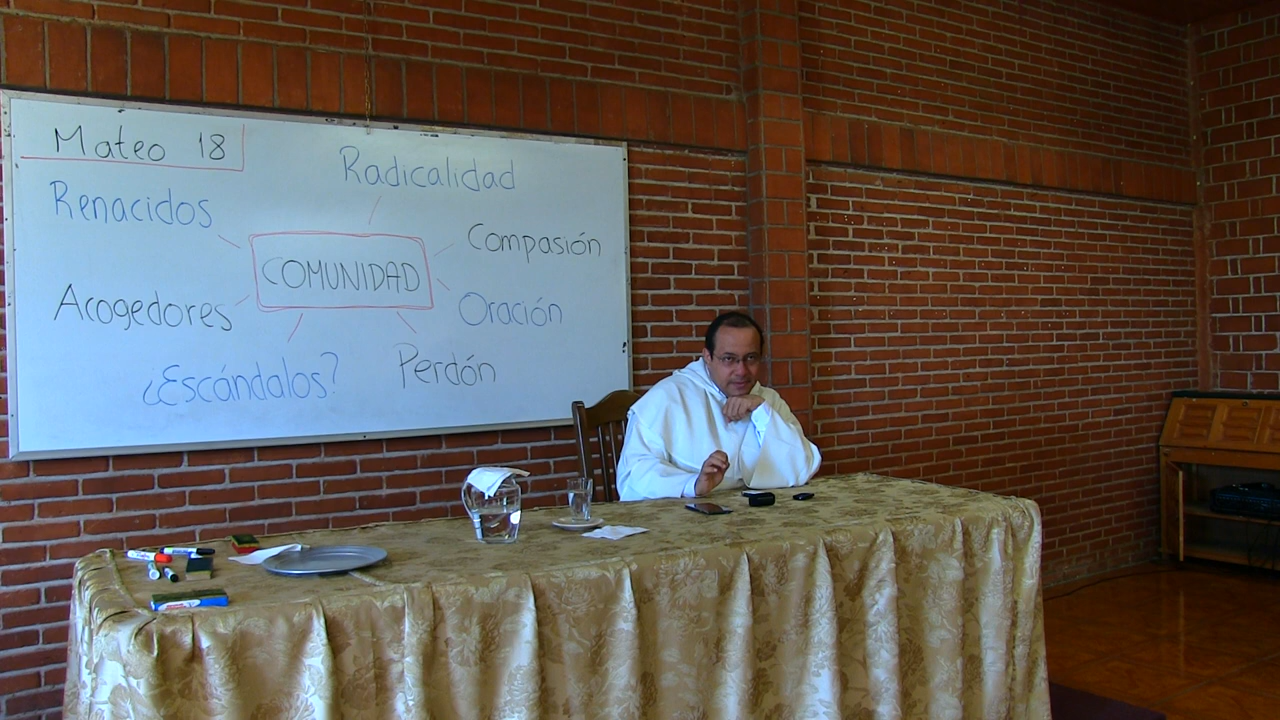 Mateo 18
Radicalidad
Renacidos
Compasión
COMUNIDAD
Acogedores
Oración
¿Escándalos?
Perdón